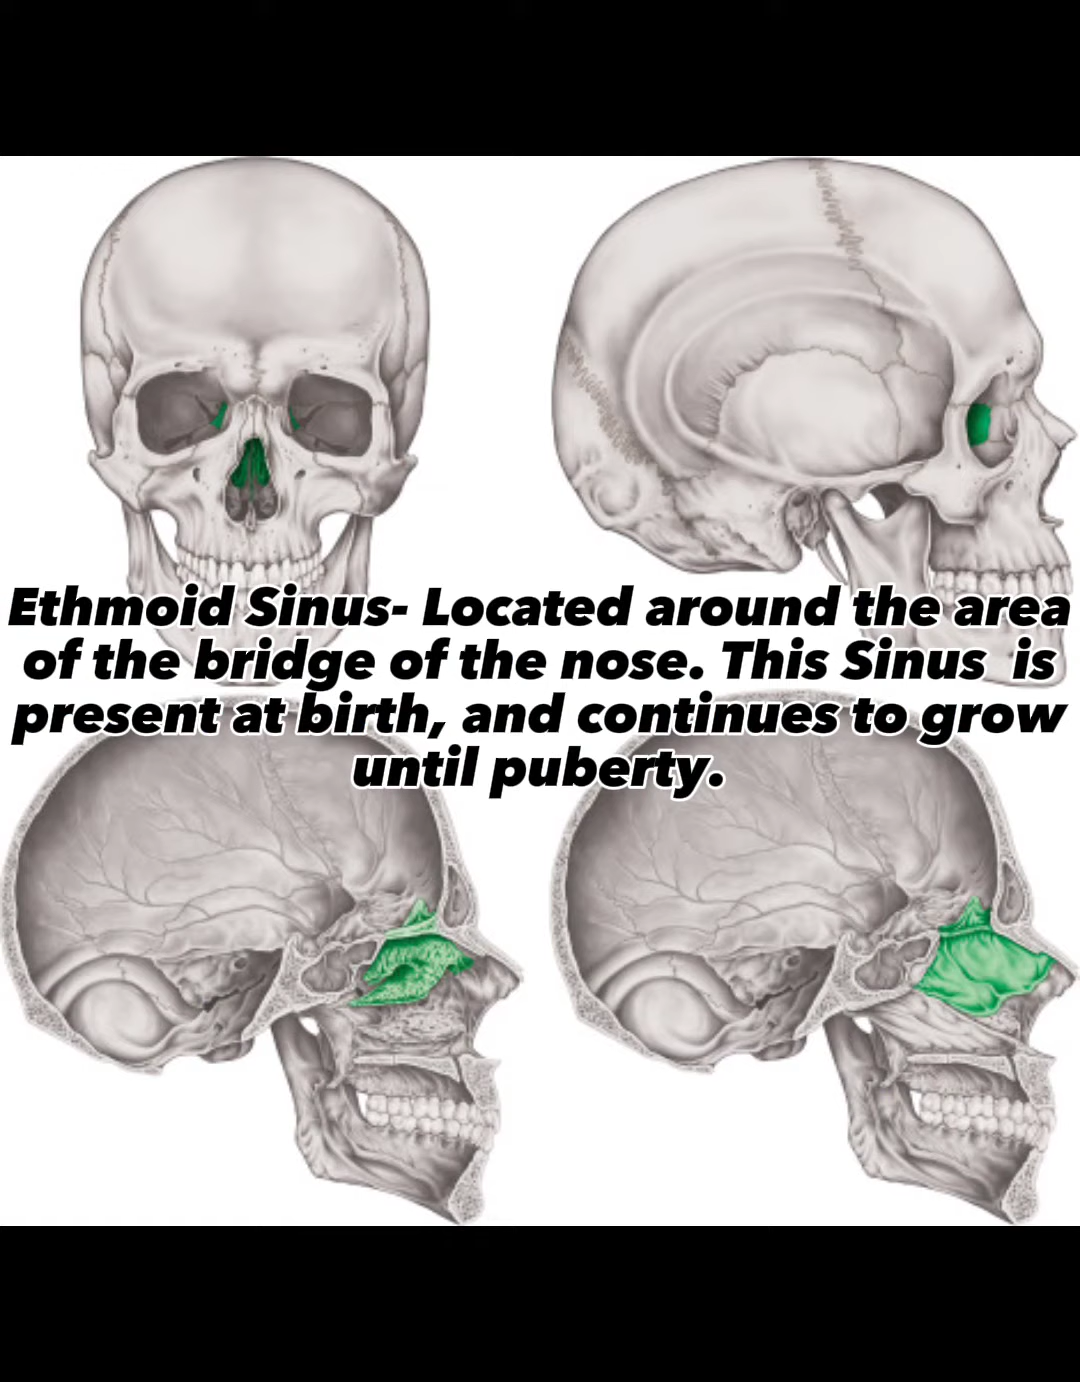 Ethmoid Sinus- Located around the area
of the bridge of the nose. This Sinus  is
present at birth, and continues to grow
until puberty.